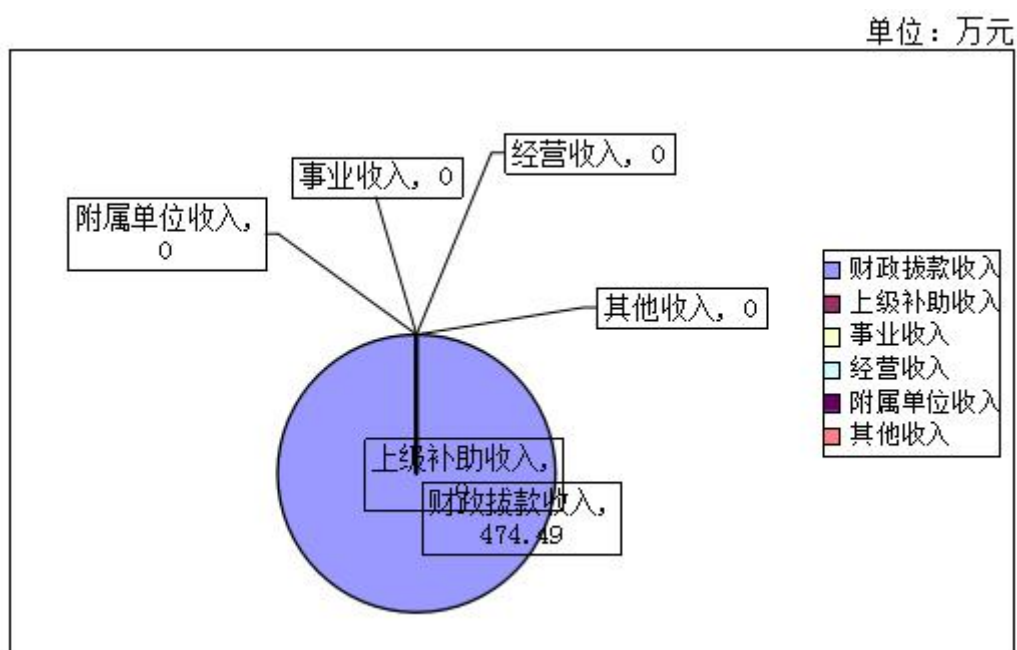 单位：万元
经营收入，0
事业收入，0
附属单位收入，
0
其他收入，0
上级补助收入，
0
财政拔款收入，
474.49
财政拔款收入
上级补助收入
事业收入
经营收入
附属单位收入
其他收入